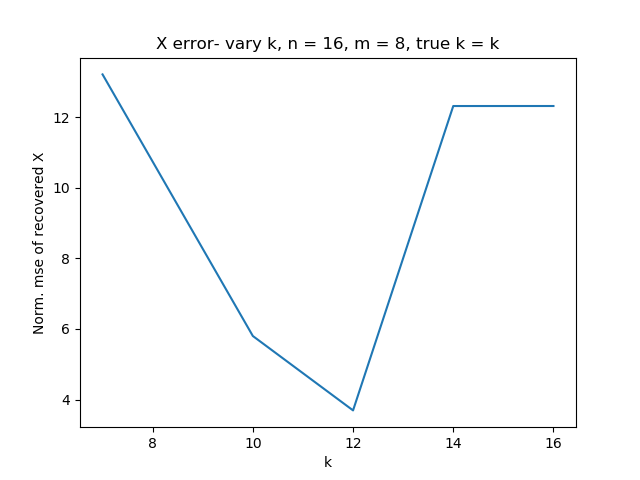 X error- vary k, n = 16, m = 8, true k = k
Norm. mse of recovered X
12
10
8
6
4
8 10 12 14 16
k